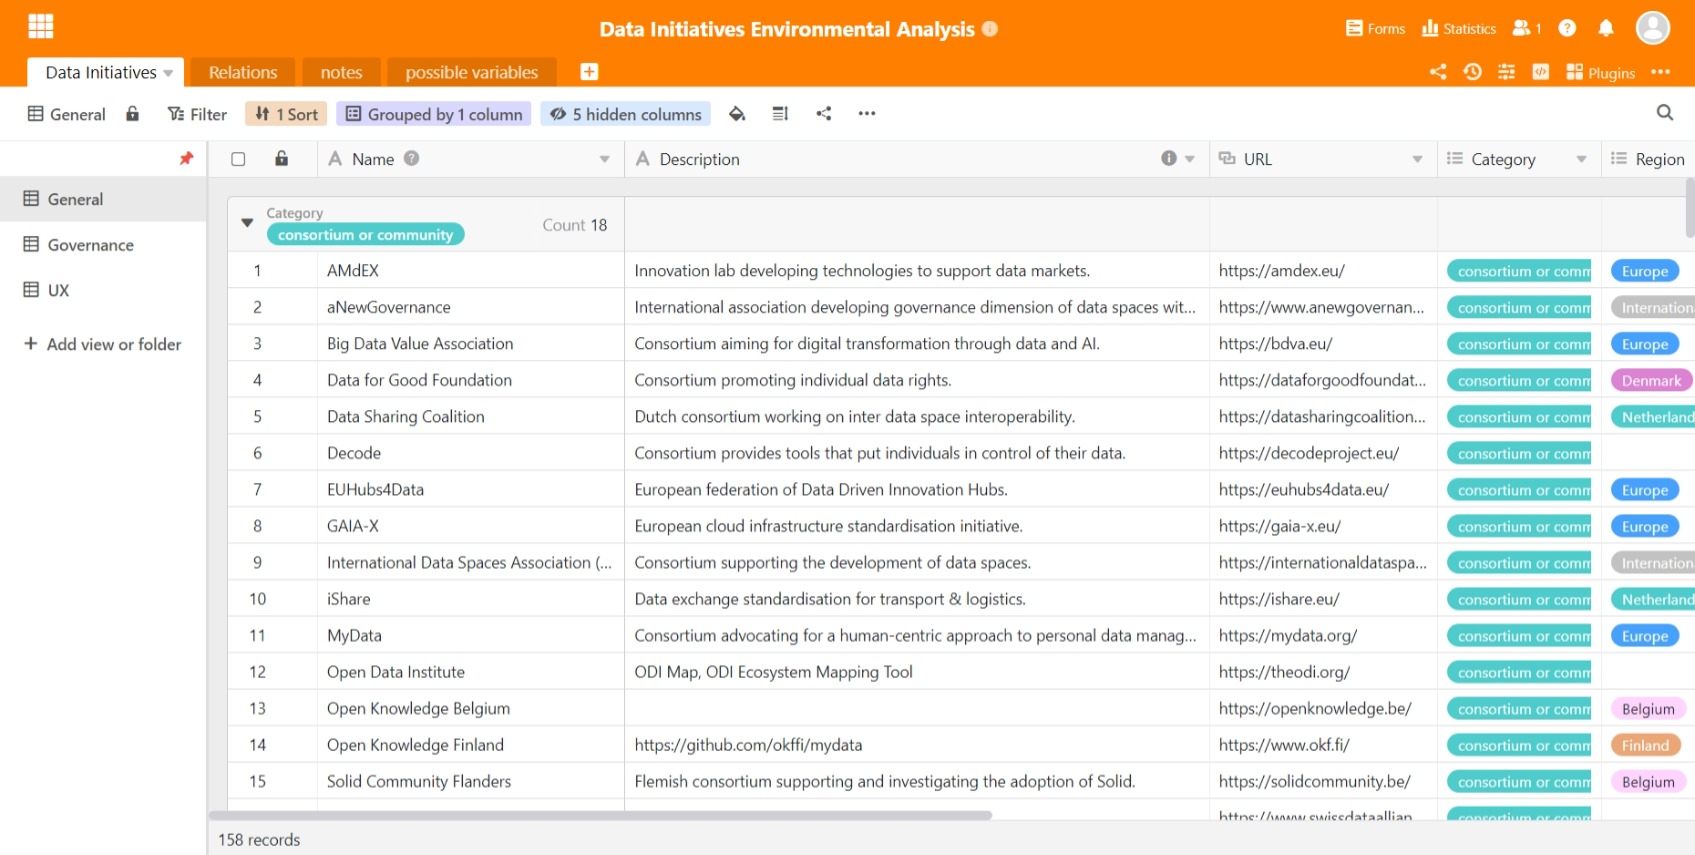 Data Initiatives Environmental Analysis
Forms Statistics 1
Data Initiatives Relations notes possible variables
Plugins
General Filter 1 Sort Grouped by 1 column 5 hidden columns
General
Governance
UX
Add view or folder
Name Description URL Category Region
Category
consortium or community Count 18
1 AMdEX Innovation lab developing technologies to support data markets. https://amdex.eu/ consortium or comm Europe
2 aNewGovernance International association developing governance dimension of data spaces wit... https://www.anewgovernan... consortium or comm Internation
3 Big Data Value Association Consortium aiming for digital transformation through data and AI. https://bdva.eu/ consortium or comm Europe
4 Data for Good Foundation Consortium promoting individual data rights. https://dataforgoodfoundat... consortium or comm Denmark
5 Data Sharing Coalition Dutch consortium working on inter data space interoperability. https://datasharingcoalition... consortium or comm Netherland
6 Decode Consortium provides tools that put individuals in control of their data. https://decodeproject.eu/ consortium or comm
7 EUHubs4Data European federation of Data Driven Innovation Hubs. https://euhubs4data.eu/ consortium or comm Europe
8 GAIA-X European cloud infrastructure standardisation initiative. https://gaia-x.eu/ consortium or comm Europe
9 International Data Spaces Association (... Consortium supporting the development of data spaces. https://internationaldataspa... consortium or comm Internation
10 iShare Data exchange standardisation for transport & logistics. https://ishare.eu/ consortium or comm Netherland
11 MyData Consortium advocating for a human-centric approach to personal data manag... https://mydata.org/ consortium or comm Europe
12 Open Data Institute ODI Map, ODI Ecosystem Mapping Tool https://theodi.org/ consortium or comm
13 Open Knowledge Belgium https://openknowledge.be/ consortium or comm Belgium
14 Open Knowledge Finland https://github.com/okffi/mydata https://www.okf.fi/ consortium or comm Finland
15 Solid Community Flanders Flemish consortium supporting and investigating the adoption of Solid. https://solidcommunity.be/ consortium or comm Belgium
https://www.swissdataallian consortium or comm
158 records